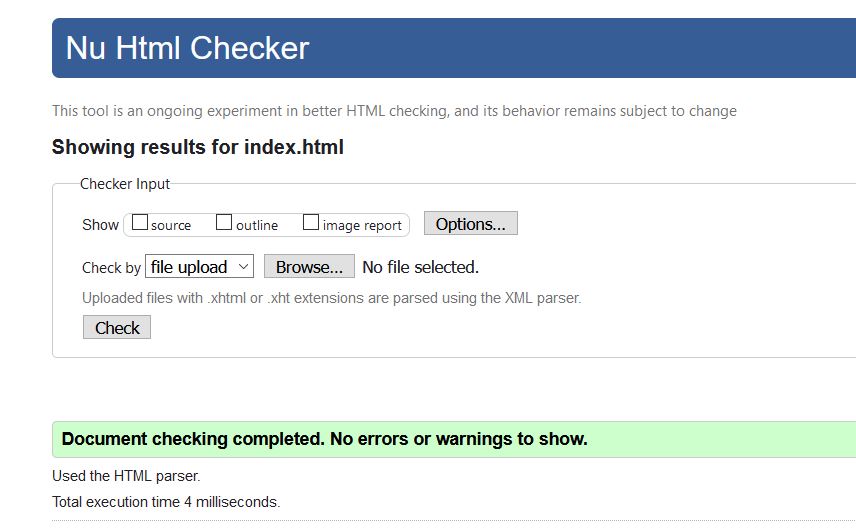 Nu Html Checker
This tool is an ongoing experiment in better HTML checking, and its behavior remains subject to change
Showing results for index.html
Checker Input
Show source outline image report Options...
Check by file upload Browse... No file selected.
Uploaded files with .xhtml or .xht extensions are parsed using the XML parser.
Check
Document checking completed. No errors or warnings to show.
Used the HTML parser.
Total execution time 4 milliseconds.